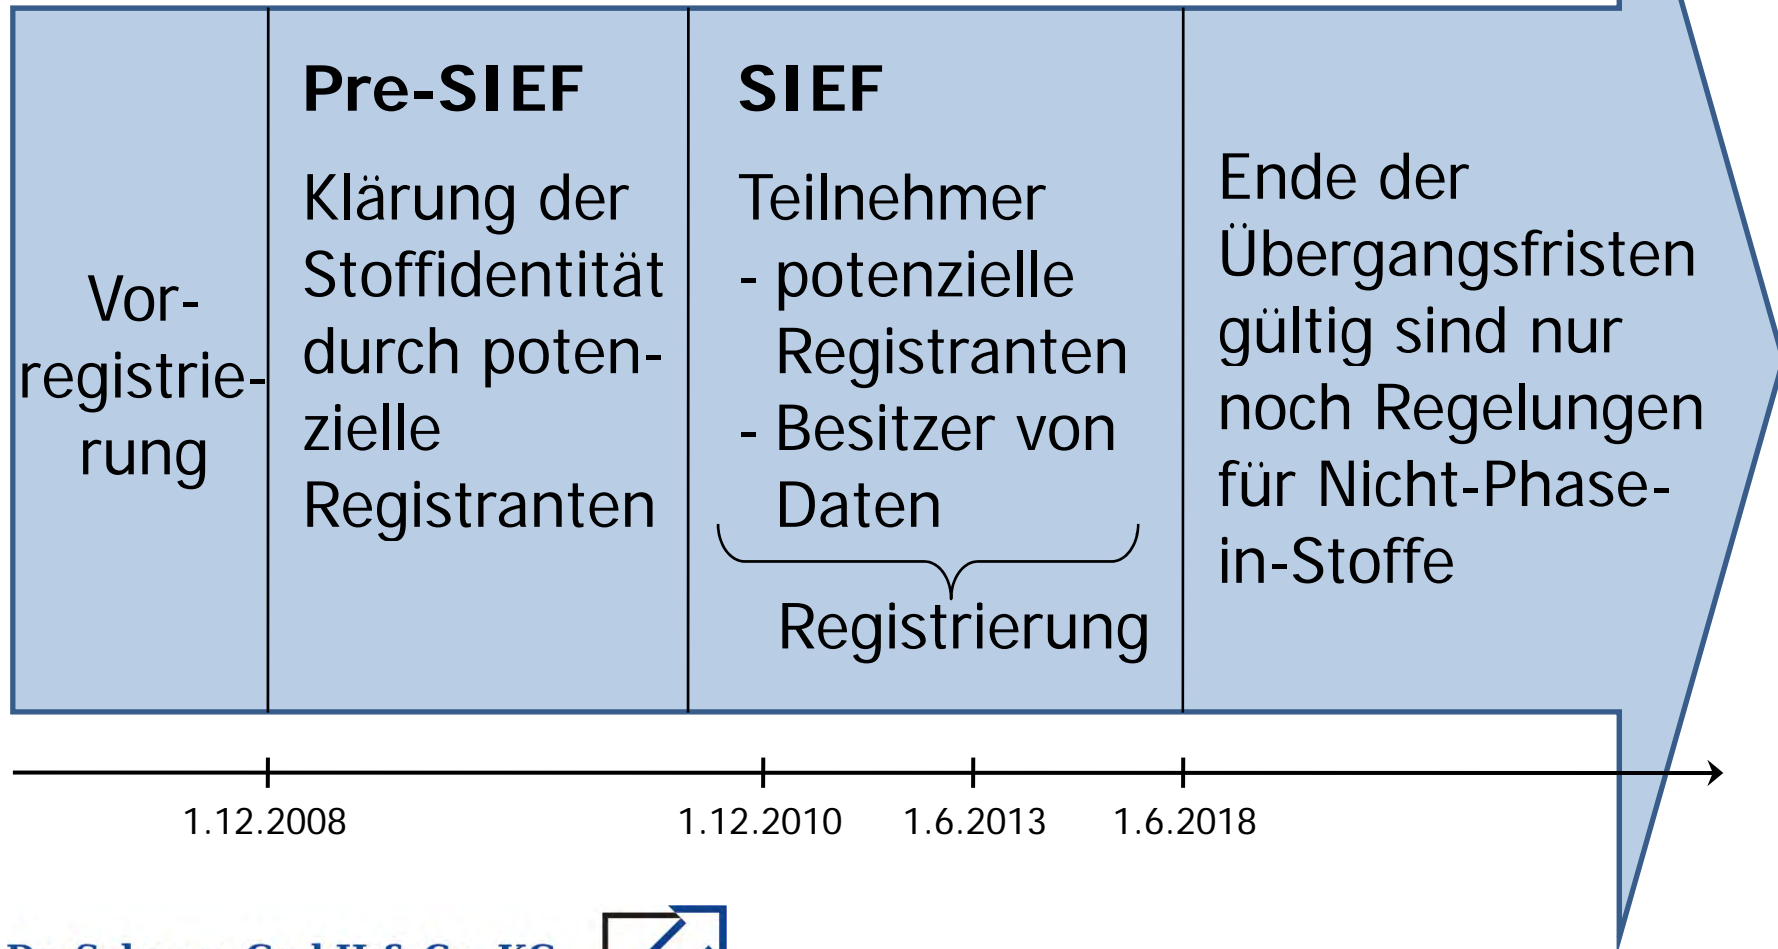 Vor-
registrie-
rung
Pre-SIEF
Klärung der
Stoffidentität
durch poten-
zielle
Registranten
SIEF
Teilnehmer
- potenzielle
Registranten
- Besitzer von
Daten
Registrierung
Ende der
Übergangsfristen
gültig sind nur
noch Regelungen
für Nicht-Phase-
in-Stoffe
1.12.2008
1.12.2010
1.6.2013
1.6.2018